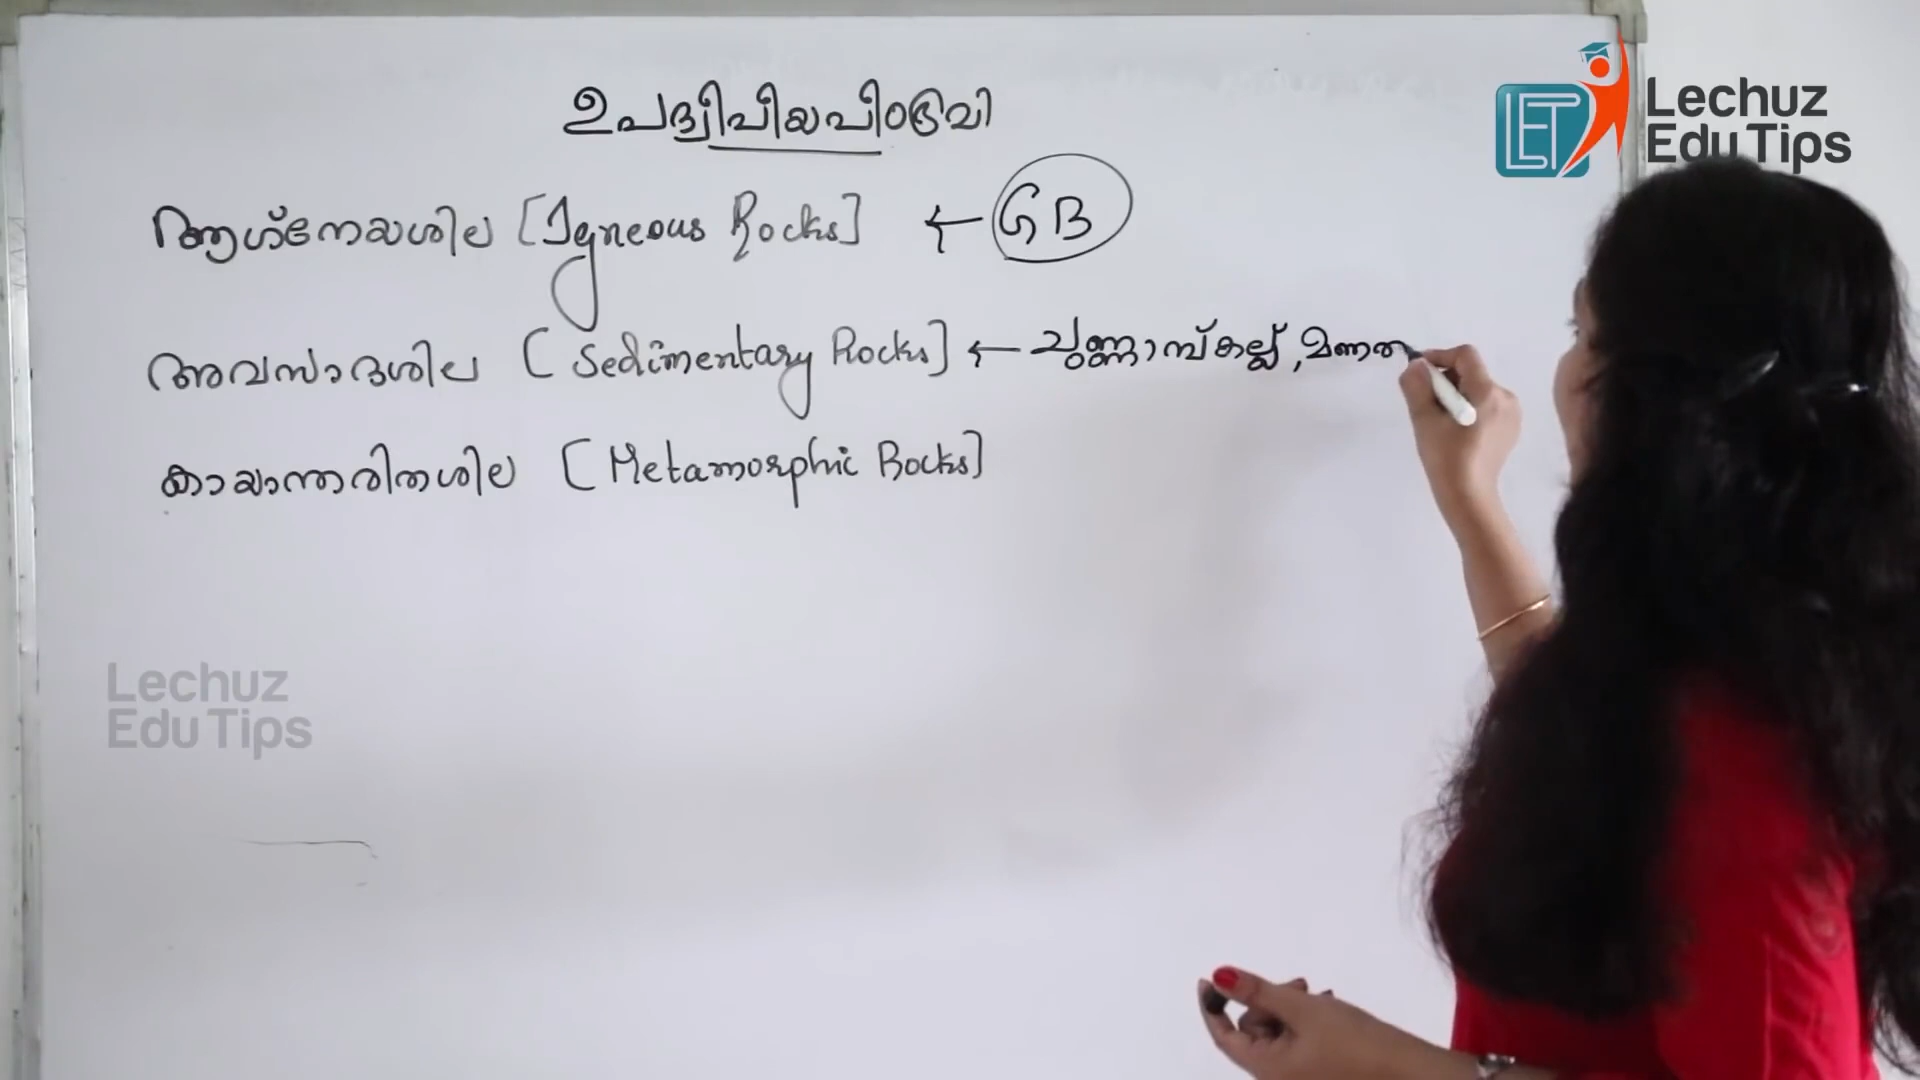 ഉപദ്വീപീയപീഠഭൂവി
Lechuz
Edu Tips
ആഗ്നേയശില [Igneous Rocks] ← GB
അവസാദശില [Sedimentary Rocks] ← ചുണ്ണാമ്പ്കല്ല്, മണത
കായാന്തരിതശില [Metamorphic Rocks]
Lechuz
Edu Tips